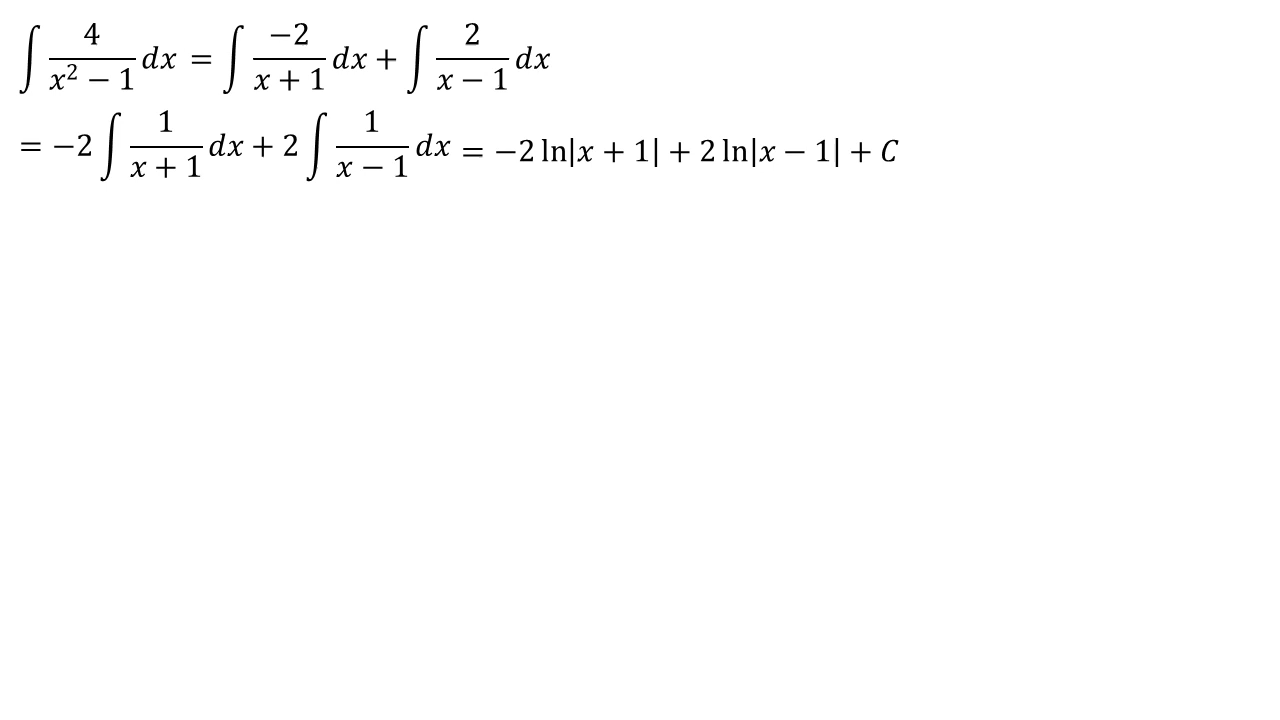 ∫ 4/(x² − 1) dx = ∫ −2/(x + 1) dx + ∫ 2/(x − 1) dx
= −2 ∫ 1/(x + 1) dx + 2 ∫ 1/(x − 1) dx = −2 ln|x + 1| + 2 ln|x − 1| + C